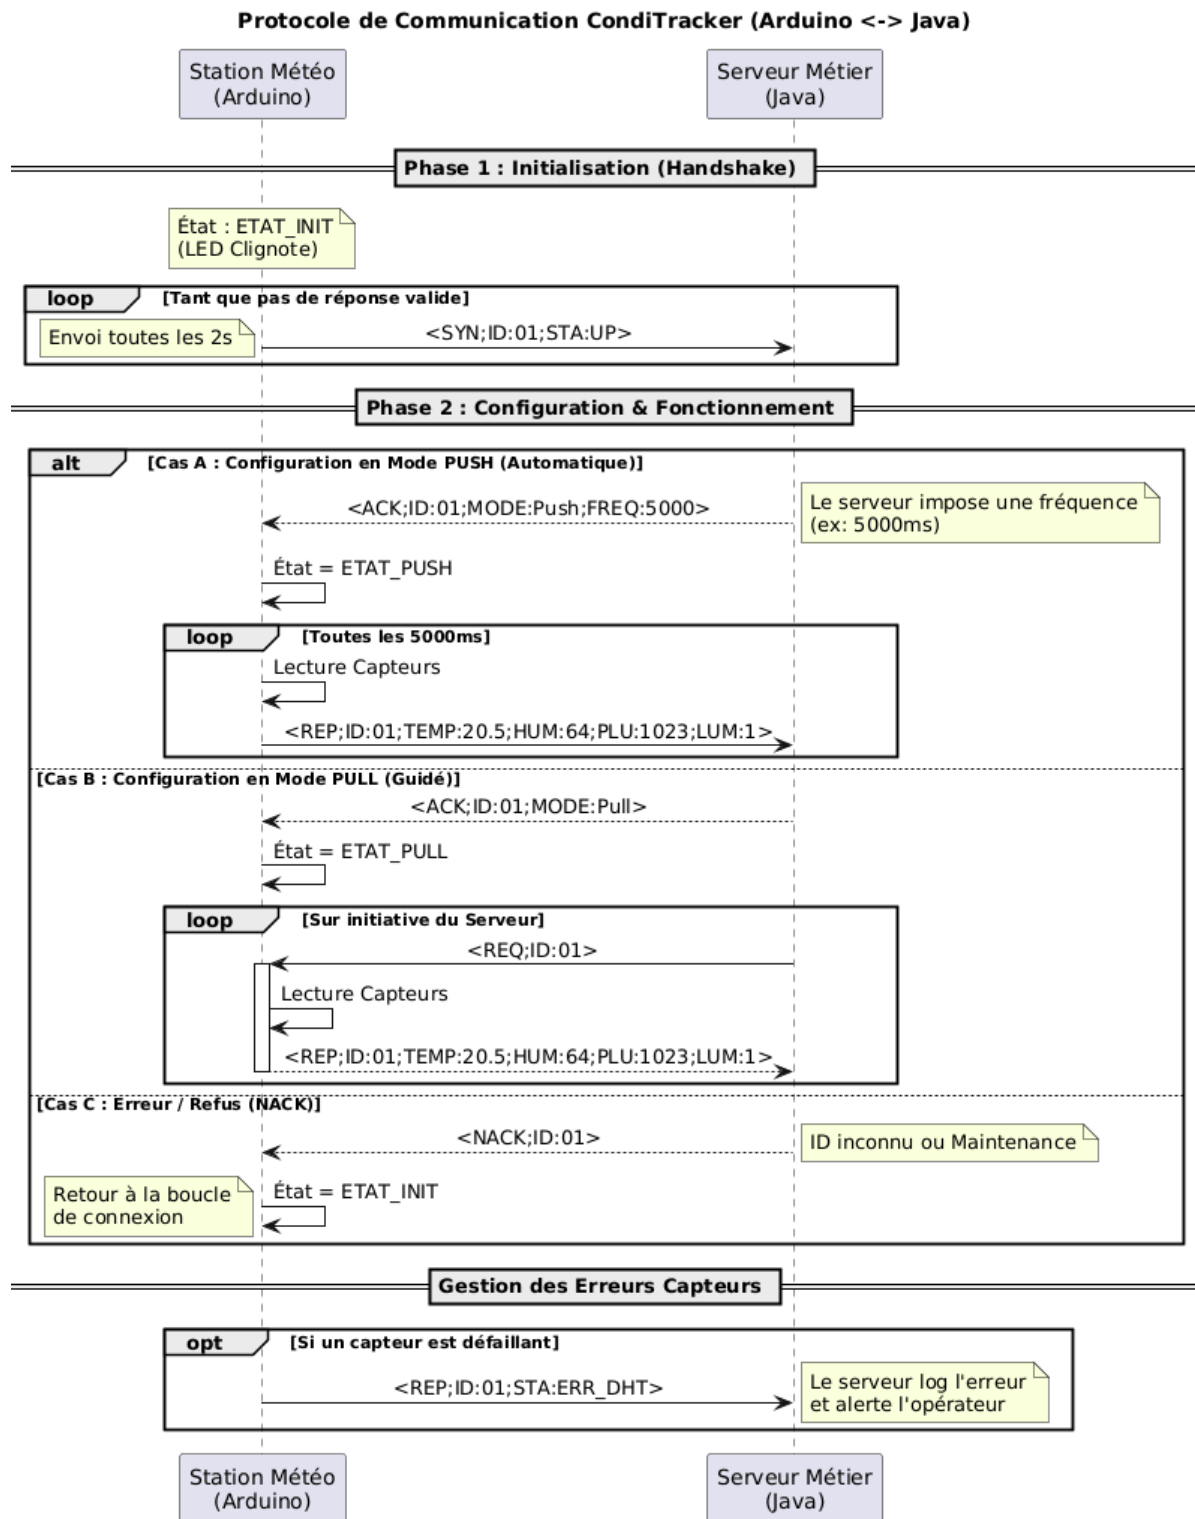 Protocole de Communication CondiTracker (Arduino <-> Java)
Station Météo
(Arduino)
Serveur Métier
(Java)
Phase 1 : Initialisation (Handshake)
État : ETAT_INIT
(LED Clignote)
loop
[Tant que pas de réponse valide]
Envoi toutes les 2s
<SYN;ID:01;STA:UP>
Phase 2 : Configuration & Fonctionnement
alt
[Cas A : Configuration en Mode PUSH (Automatique)]
<ACK;ID:01;MODE:Push;FREQ:5000>
Le serveur impose une fréquence
(ex: 5000ms)
État = ETAT_PUSH
loop
[Toutes les 5000ms]
Lecture Capteurs
<REP;ID:01;TEMP:20.5;HUM:64;PLU:1023;LUM:1>
[Cas B : Configuration en Mode PULL (Guidé)]
<ACK;ID:01;MODE:Pull>
État = ETAT_PULL
loop
[Sur initiative du Serveur]
<REQ;ID:01>
Lecture Capteurs
<REP;ID:01;TEMP:20.5;HUM:64;PLU:1023;LUM:1>
[Cas C : Erreur / Refus (NACK)]
<NACK;ID:01>
ID inconnu ou Maintenance
Retour à la boucle
de connexion
État = ETAT_INIT
Gestion des Erreurs Capteurs
opt
[Si un capteur est défaillant]
<REP;ID:01;STA:ERR_DHT>
Le serveur log l'erreur
et alerte l'opérateur
Station Météo
(Arduino)
Serveur Métier
(Java)